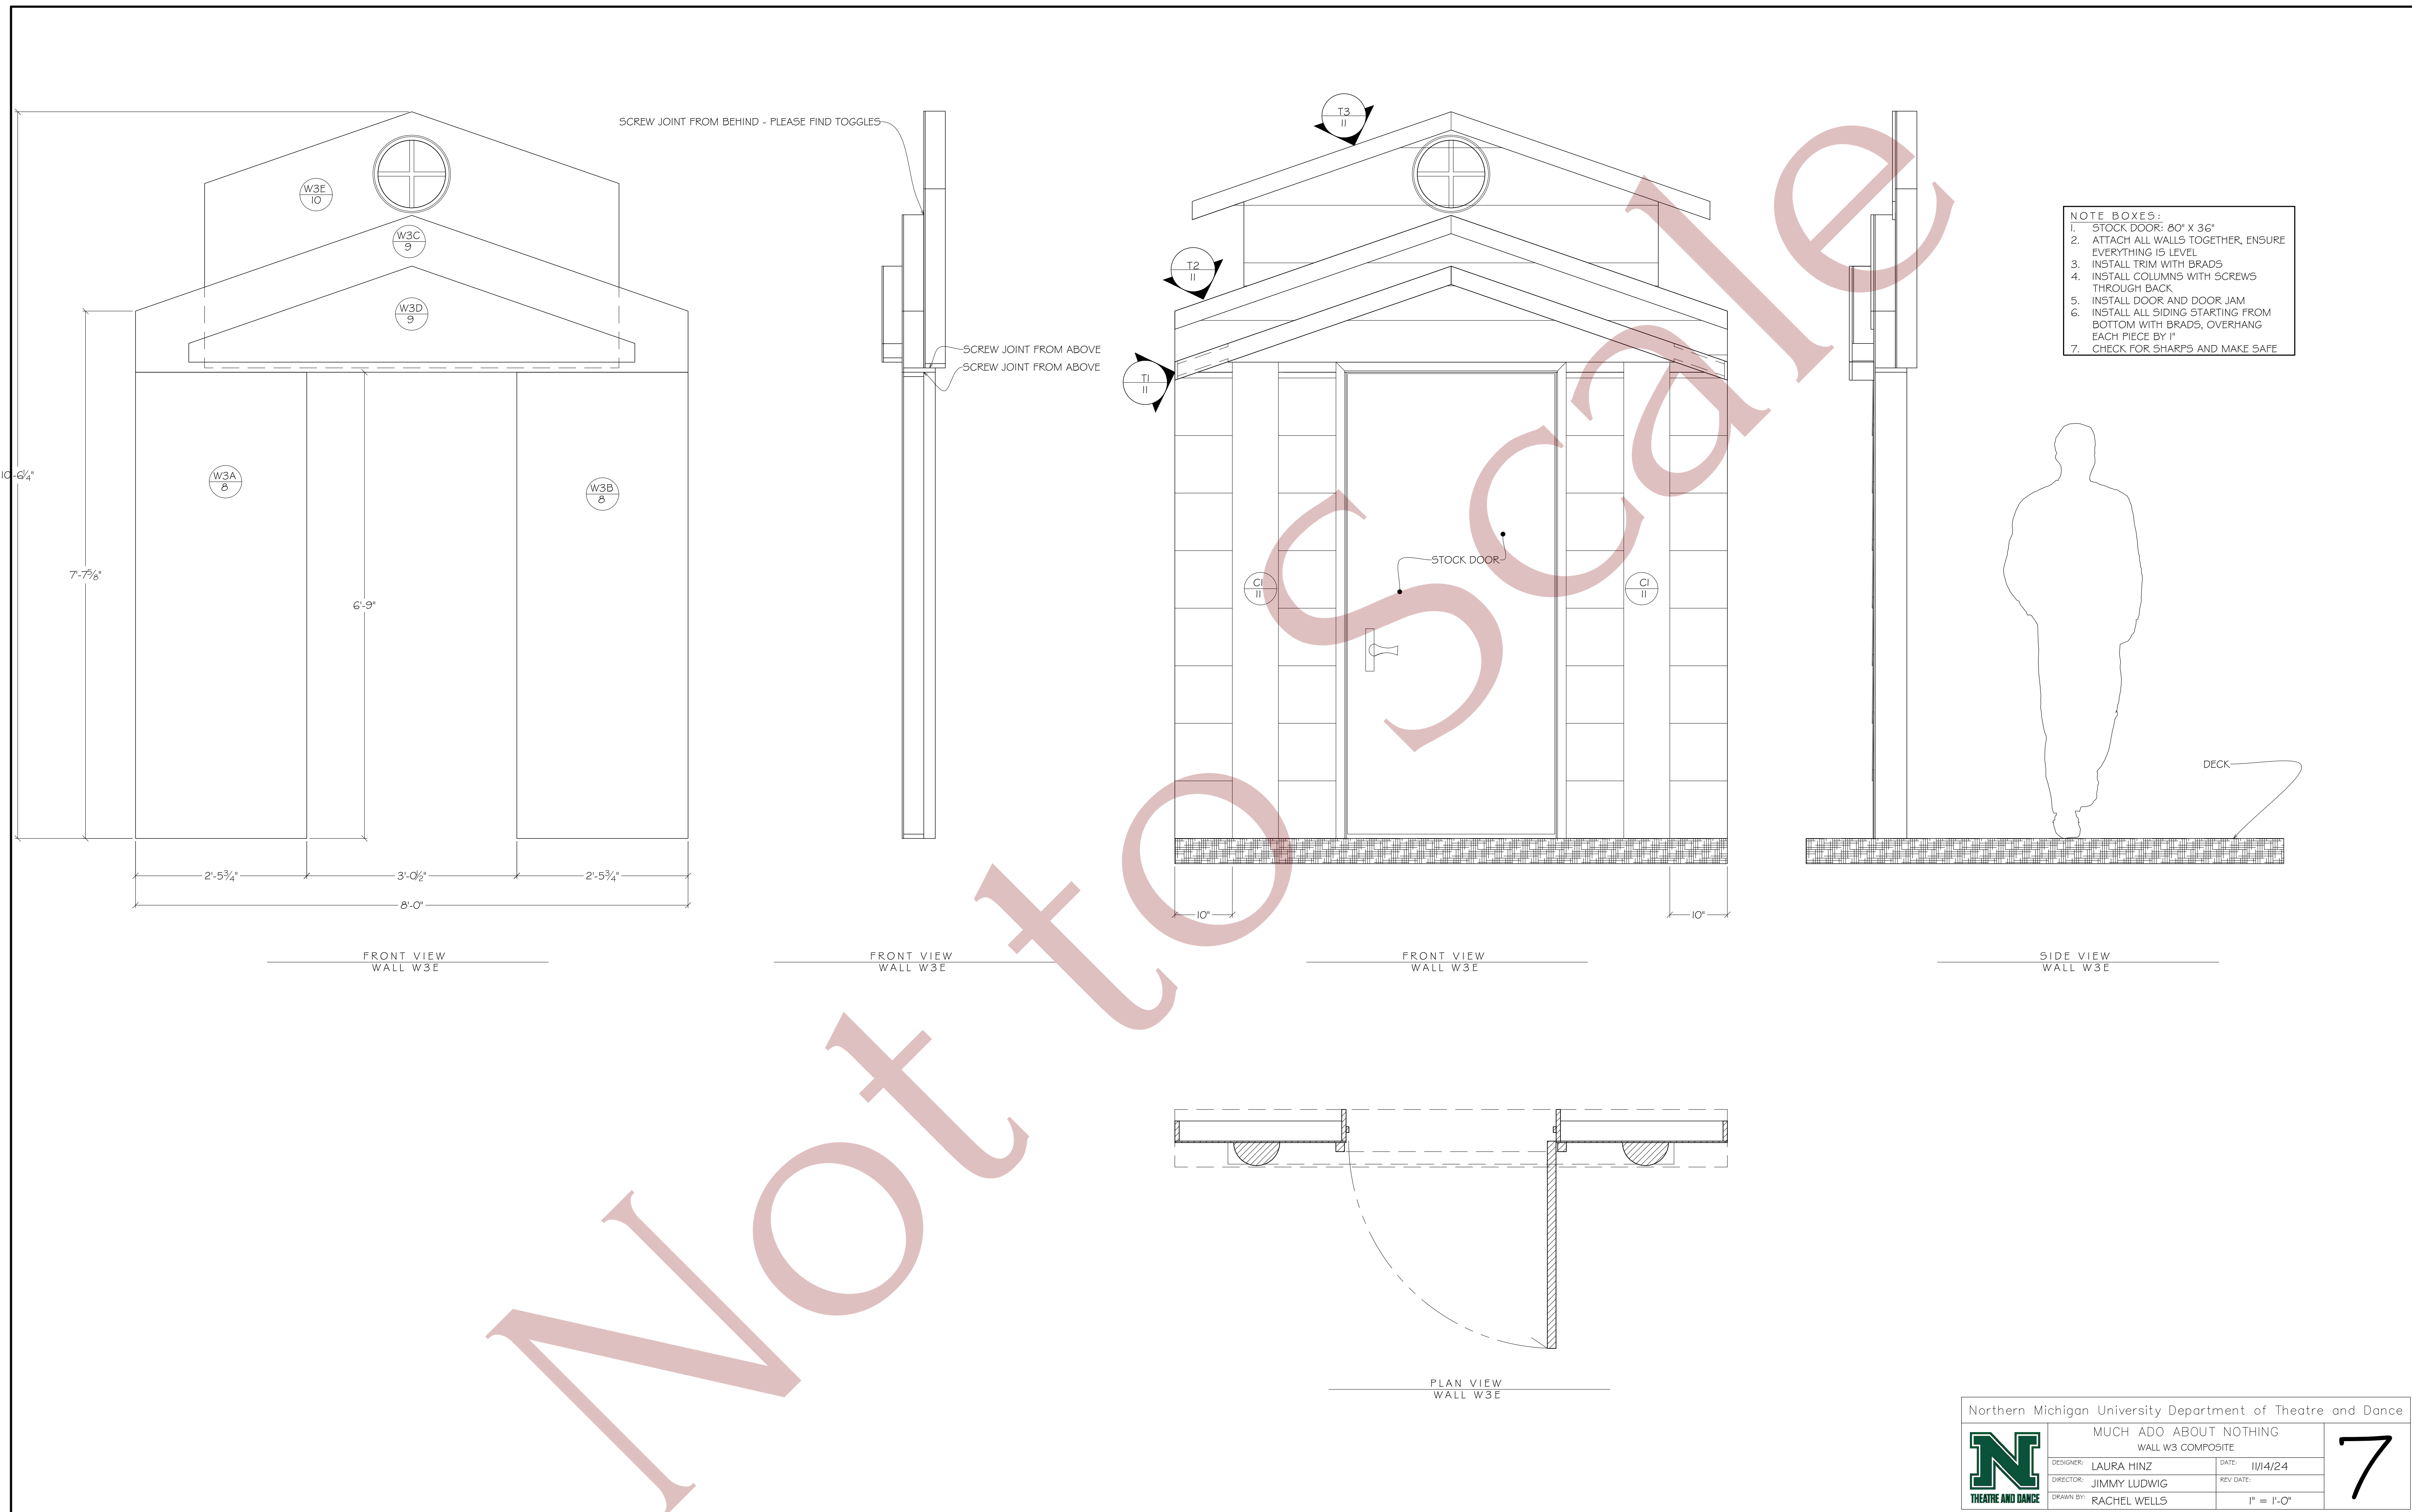 SCREW JOINT FROM BEHIND - PLEASE FIND TOGGLES
W3E
10
W3C
9
W3D
9
SCREW JOINT FROM ABOVE
SCREW JOINT FROM ABOVE
10'-6¼"
W3A
8
W3B
8
7'-7⅝"
6'-9"
2'-5¾"
3'-0½"
2'-5¾"
8'-0"
FRONT VIEW
WALL W3E
FRONT VIEW
WALL W3E
T3
11
T2
11
T1
11
STOCK DOOR
C1
11
C1
11
10"
10"
FRONT VIEW
WALL W3E
NOTE BOXES:
1. STOCK DOOR: 80" X 36"
2. ATTACH ALL WALLS TOGETHER, ENSURE
EVERYTHING IS LEVEL
3. INSTALL TRIM WITH BRADS
4. INSTALL COLUMNS WITH SCREWS
THROUGH BACK
5. INSTALL DOOR AND DOOR JAM
6. INSTALL ALL SIDING STARTING FROM
BOTTOM WITH BRADS, OVERHANG
EACH PIECE BY 1"
7. CHECK FOR SHARPS AND MAKE SAFE
DECK
SIDE VIEW
WALL W3E
PLAN VIEW
WALL W3E
Not to Scale
Northern Michigan University Department of Theatre and Dance
N
THEATRE AND DANCE
MUCH ADO ABOUT NOTHING
WALL W3 COMPOSITE
DESIGNER: LAURA HINZ
DATE: 11/14/24
DIRECTOR: JIMMY LUDWIG
REV DATE:
DRAWN BY: RACHEL WELLS
1" = 1'-0"
7